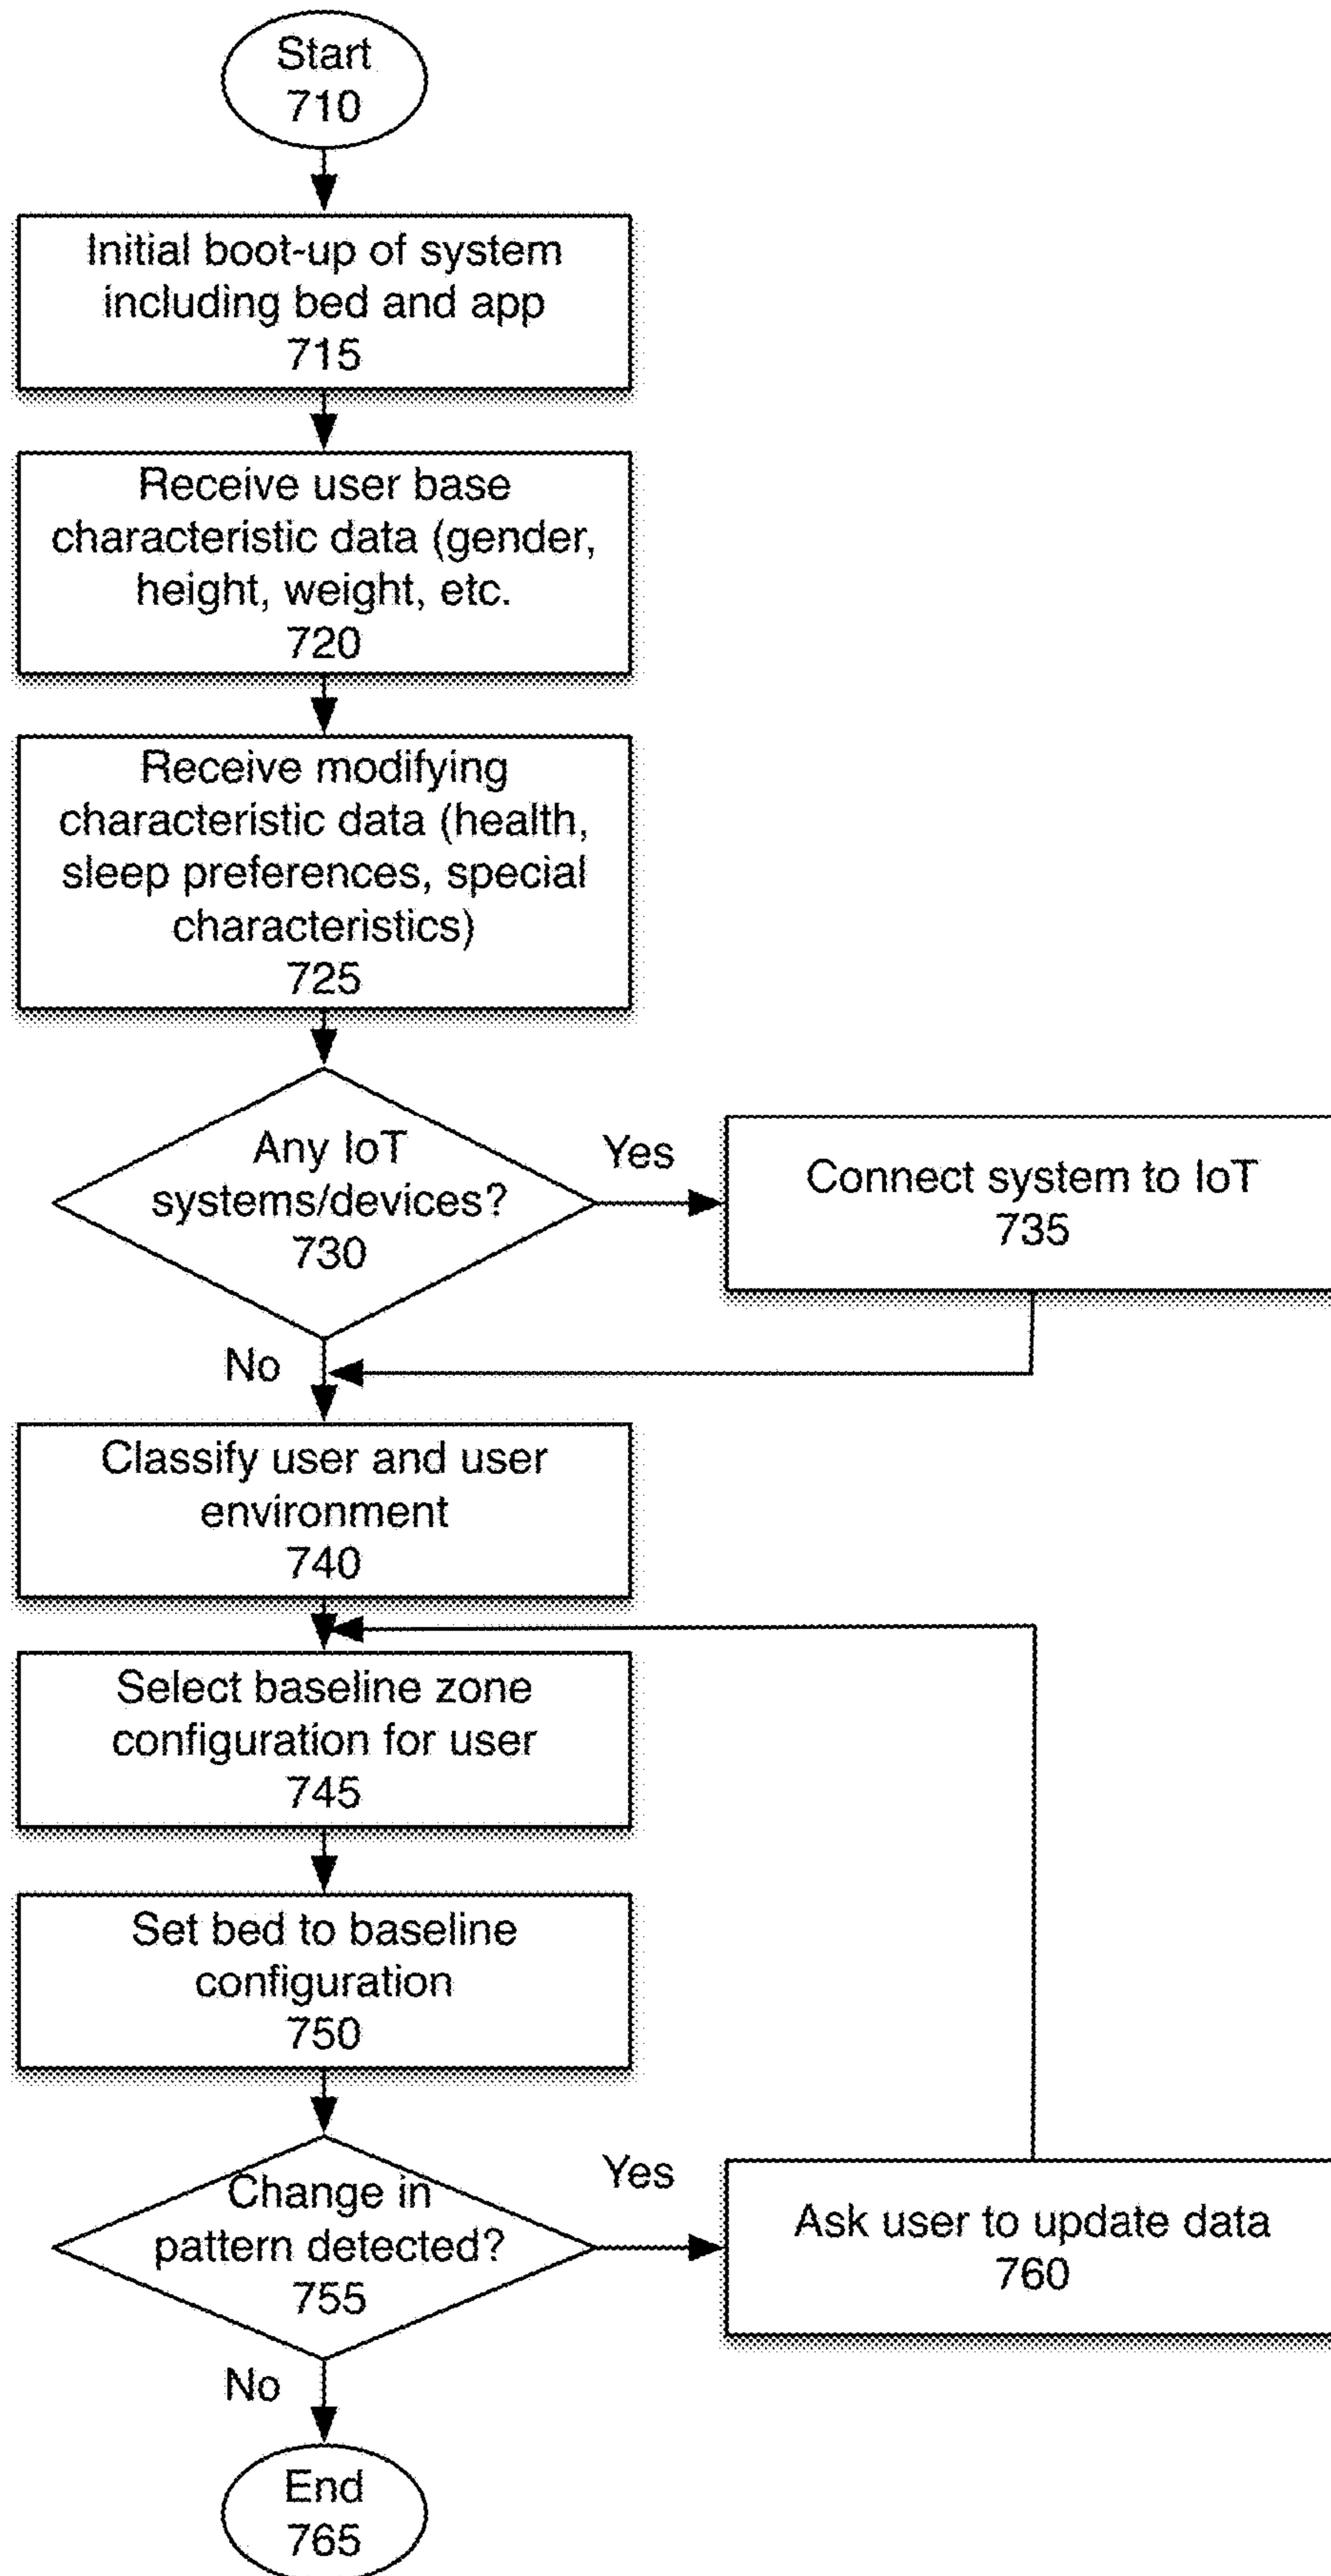 Start
710
Initial boot-up of system
including bed and app
715
Receive user base
characteristic data (gender,
height, weight, etc.
720
Receive modifying
characteristic data (health,
sleep preferences, special
characteristics)
725
Any IoT
systems/devices?
730
Yes
Connect system to IoT
735
No
Classify user and user
environment
740
Select baseline zone
configuration for user
745
Set bed to baseline
configuration
750
Change in
pattern detected?
755
Yes
Ask user to update data
760
No
End
765